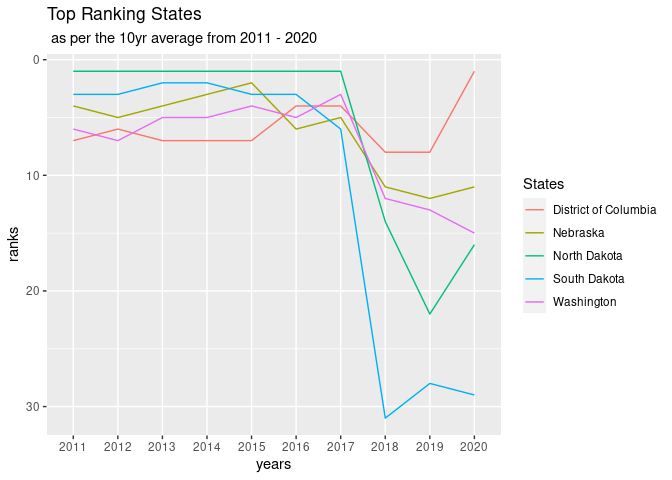 Top Ranking States
as per the 10yr average from 2011 - 2020
0
10
20
30
ranks
2011 2012 2013 2014 2015 2016 2017 2018 2019 2020
years
States
District of Columbia
Nebraska
North Dakota
South Dakota
Washington